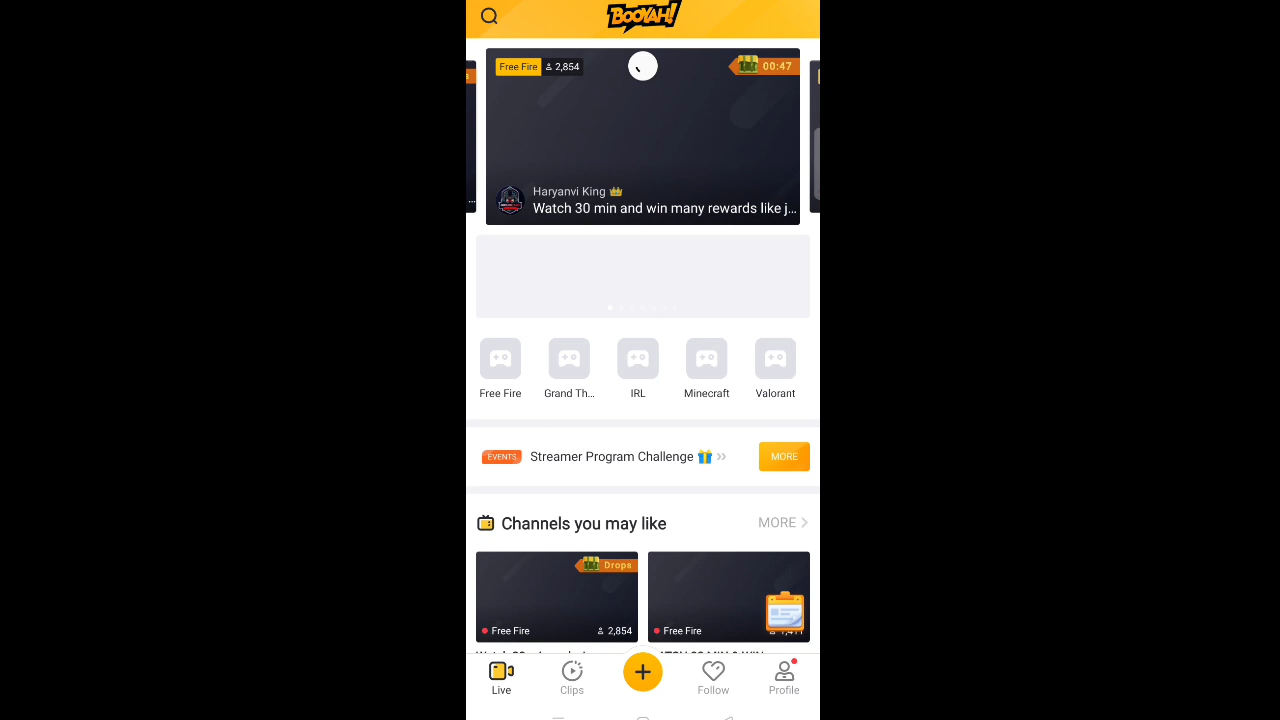 BOOYAH!
Free Fire 2,854
00:47
Haryanvi King
Watch 30 min and win many rewards like j...
Free Fire
Grand Th...
IRL
Minecraft
Valorant
EVENTS
Streamer Program Challenge
MORE
Channels you may like
MORE
Drops
Free Fire
2,854
Free Fire
Live
Clips
Follow
Profile